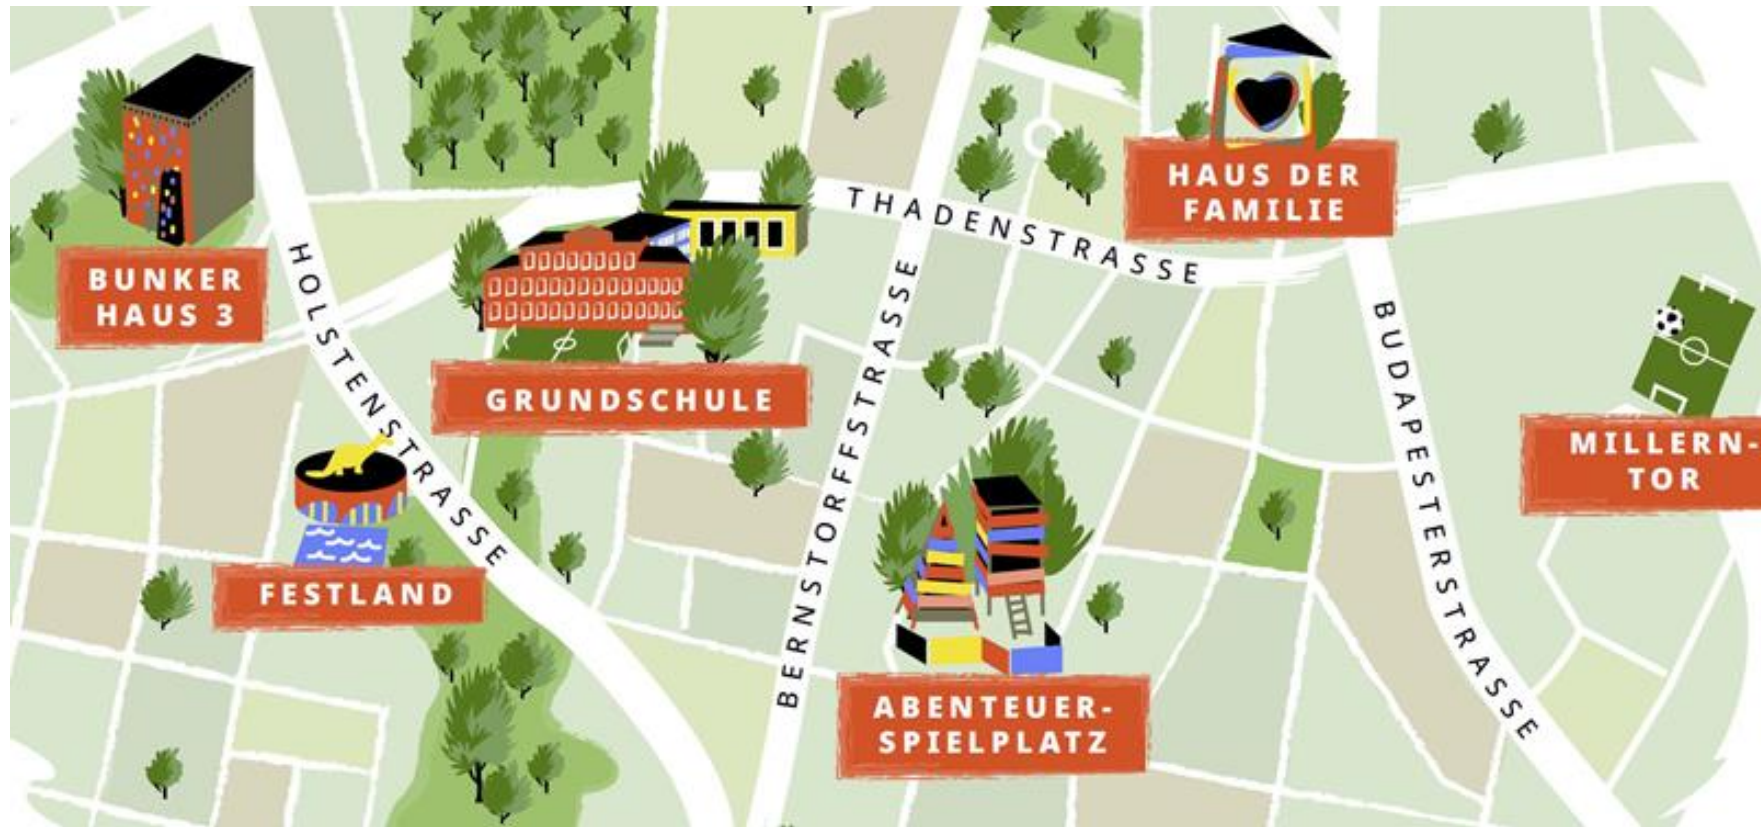 HAUS DER
FAMILIE
THADENSTRASSE
BUNKER
HAUS 3
HOLSTENSTRASSE
GRUNDSCHULE
BERNSTORFFSTRASSE
BUDAPESTERSTRASSE
MILLERN-
TOR
FESTLAND
ABENTEUER-
SPIELPLATZ